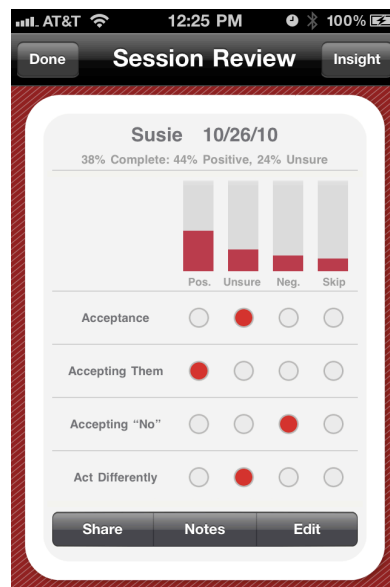 AT&T 12:25 PM 100%
Done Session Review Insight
Susie 10/26/10
38% Complete: 44% Positive, 24% Unsure
Pos. Unsure Neg. Skip
Acceptance
Accepting Them
Accepting “No”
Act Differently
Share Notes Edit